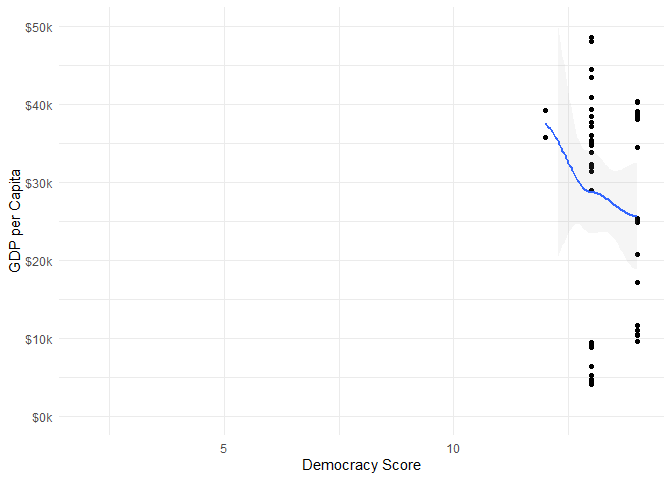 $50k
$40k
$30k
$20k
$10k
$0k
GDP per Capita
5 10
Democracy Score